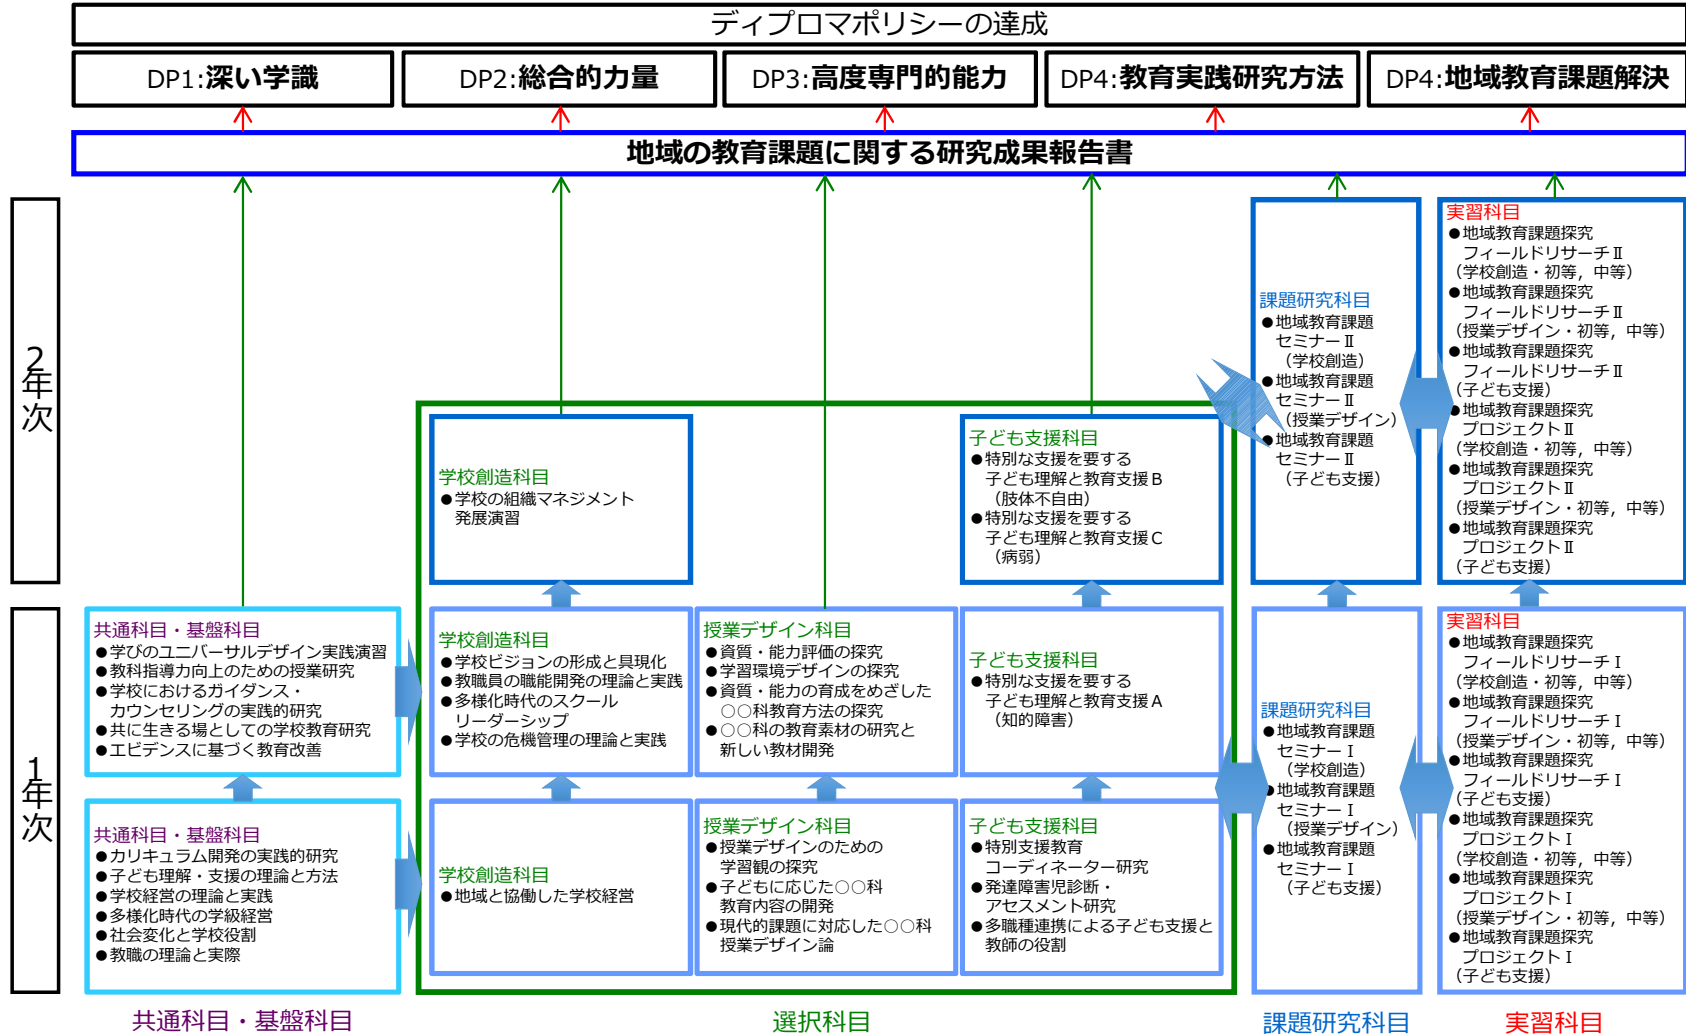 ディプロマポリシーの達成
DP1:深い学識
DP2:総合的力量
DP3:高度専門的能力
DP4:教育実践研究方法
DP4:地域教育課題解決
地域の教育課題に関する研究成果報告書
2年次
学校創造科目
●学校の組織マネジメント
発展演習
子ども支援科目
●特別な支援を要する
子ども理解と教育支援B
（肢体不自由）
●特別な支援を要する
子ども理解と教育支援C
（病弱）
課題研究科目
●地域教育課題
セミナーⅡ
（学校創造）
●地域教育課題
セミナーⅡ
（授業デザイン）
●地域教育課題
セミナーⅡ
（子ども支援）
実習科目
●地域教育課題探究
フィールドリサーチⅡ
（学校創造・初等，中等）
●地域教育課題探究
フィールドリサーチⅡ
（授業デザイン・初等，中等）
●地域教育課題探究
フィールドリサーチⅡ
（子ども支援）
●地域教育課題探究
プロジェクトⅡ
（学校創造・初等，中等）
●地域教育課題探究
プロジェクトⅡ
（授業デザイン・初等，中等）
●地域教育課題探究
プロジェクトⅡ
（子ども支援）
1年次
共通科目・基盤科目
●学びのユニバーサルデザイン実践演習
●教科指導力向上のための授業研究
●学校におけるガイダンス・
カウンセリングの実践的研究
●共に生きる場としての学校教育研究
●エビデンスに基づく教育改善
学校創造科目
●学校ビジョンの形成と具現化
●教職員の職能開発の理論と実践
●多様化時代のスクール
リーダーシップ
●学校の危機管理の理論と実践
授業デザイン科目
●資質・能力評価の探究
●学習環境デザインの探究
●資質・能力の育成をめざした
○○科教育方法の探究
●○○科の教育素材の研究と
新しい教材開発
子ども支援科目
●特別な支援を要する
子ども理解と教育支援A
（知的障害）
共通科目・基盤科目
●カリキュラム開発の実践的研究
●子ども理解・支援の理論と方法
●学校経営の理論と実践
●多様化時代の学級経営
●社会変化と学校役割
●教職の理論と実際
学校創造科目
●地域と協働した学校経営
授業デザイン科目
●授業デザインのための
学習観の探究
●子どもに応じた○○科
教育内容の開発
●現代的課題に対応した○○科
授業デザイン論
子ども支援科目
●特別支援教育
コーディネーター研究
●発達障害児診断・
アセスメント研究
●多職種連携による子ども支援と
教師の役割
課題研究科目
●地域教育課題
セミナーⅠ
（学校創造）
●地域教育課題
セミナーⅠ
（授業デザイン）
●地域教育課題
セミナーⅠ
（子ども支援）
実習科目
●地域教育課題探究
フィールドリサーチⅠ
（学校創造・初等，中等）
●地域教育課題探究
フィールドリサーチⅠ
（授業デザイン・初等，中等）
●地域教育課題探究
フィールドリサーチⅠ
（子ども支援）
●地域教育課題探究
プロジェクトⅠ
（学校創造・初等，中等）
●地域教育課題探究
プロジェクトⅠ
（授業デザイン・初等，中等）
●地域教育課題探究
プロジェクトⅠ
（子ども支援）
共通科目・基盤科目
選択科目
課題研究科目
実習科目